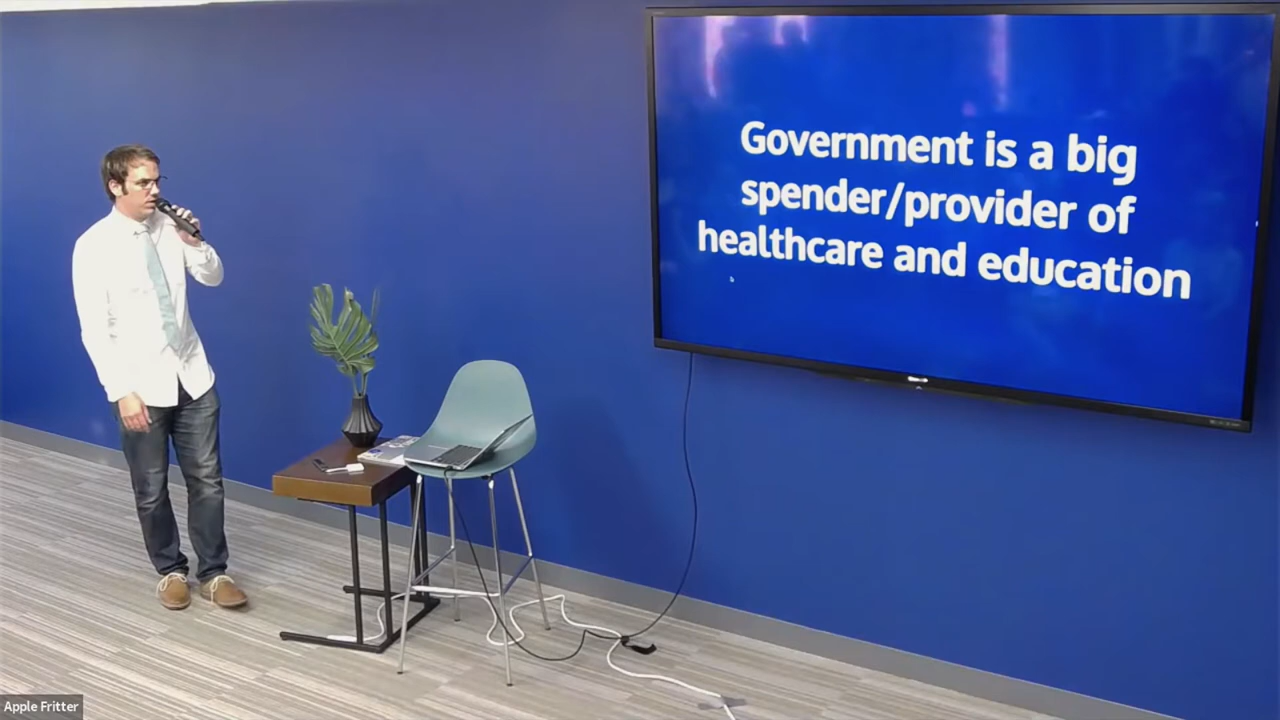 Government is a big
spender/provider of
healthcare and education
Apple Fritter